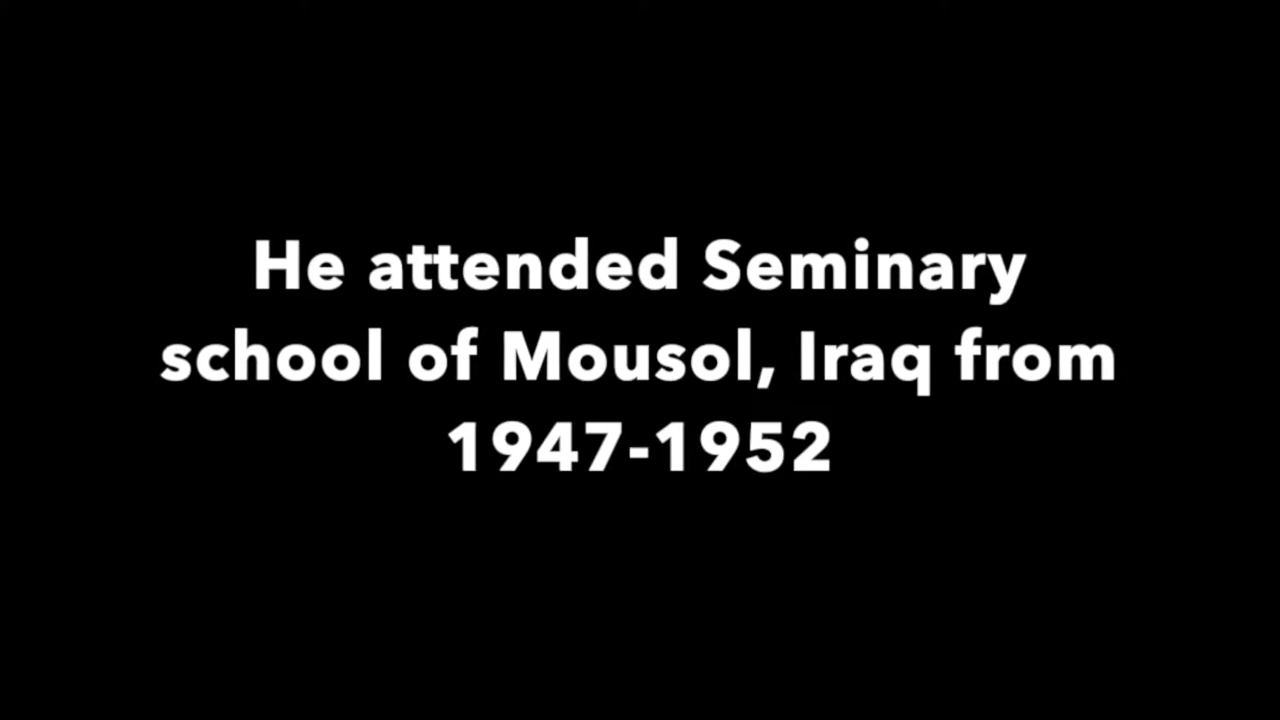 He attended Seminary
school of Mousol, Iraq from
1947-1952